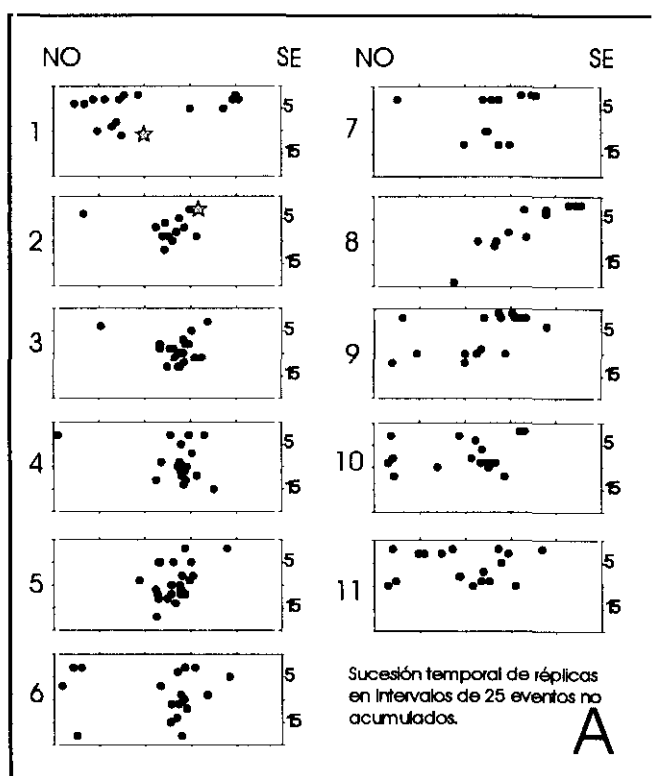 NO SE
1 5 15
2 5 15
3 5 15
4 5 15
5 5 15
6 5 15
NO SE
7 5 15
8 5 15
9 5 15
10 5 15
11 5 15
Sucesión temporal de réplicas
en intervalos de 25 eventos no
acumulados.
A